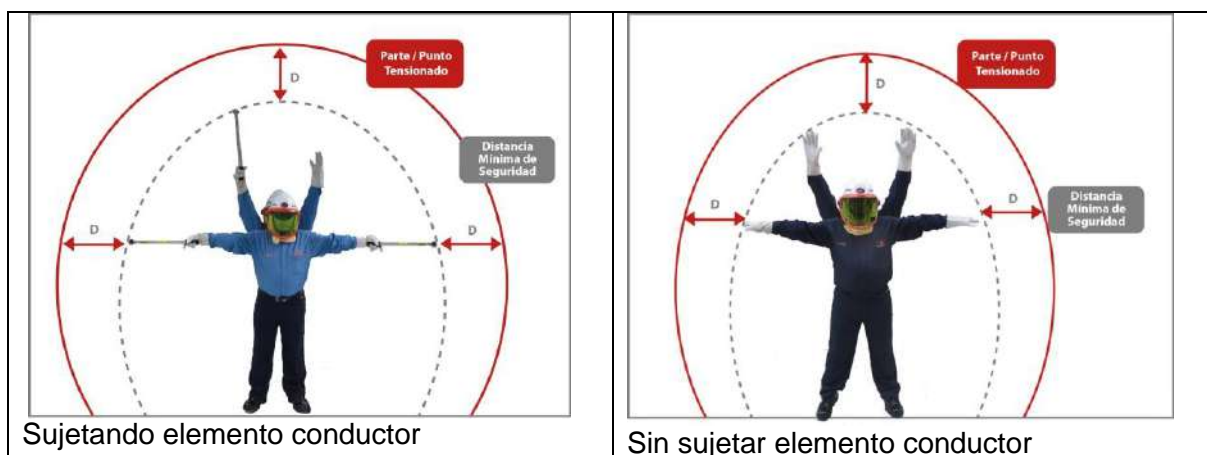 D
Parte / Punto
Tensionado
Distancia
Mínima de
Seguridad
D
D
Sujetando elemento conductor
D
Parte / Punto
Tensionado
D
D
Distancia
Mínima de
Seguridad
Sin sujetar elemento conductor